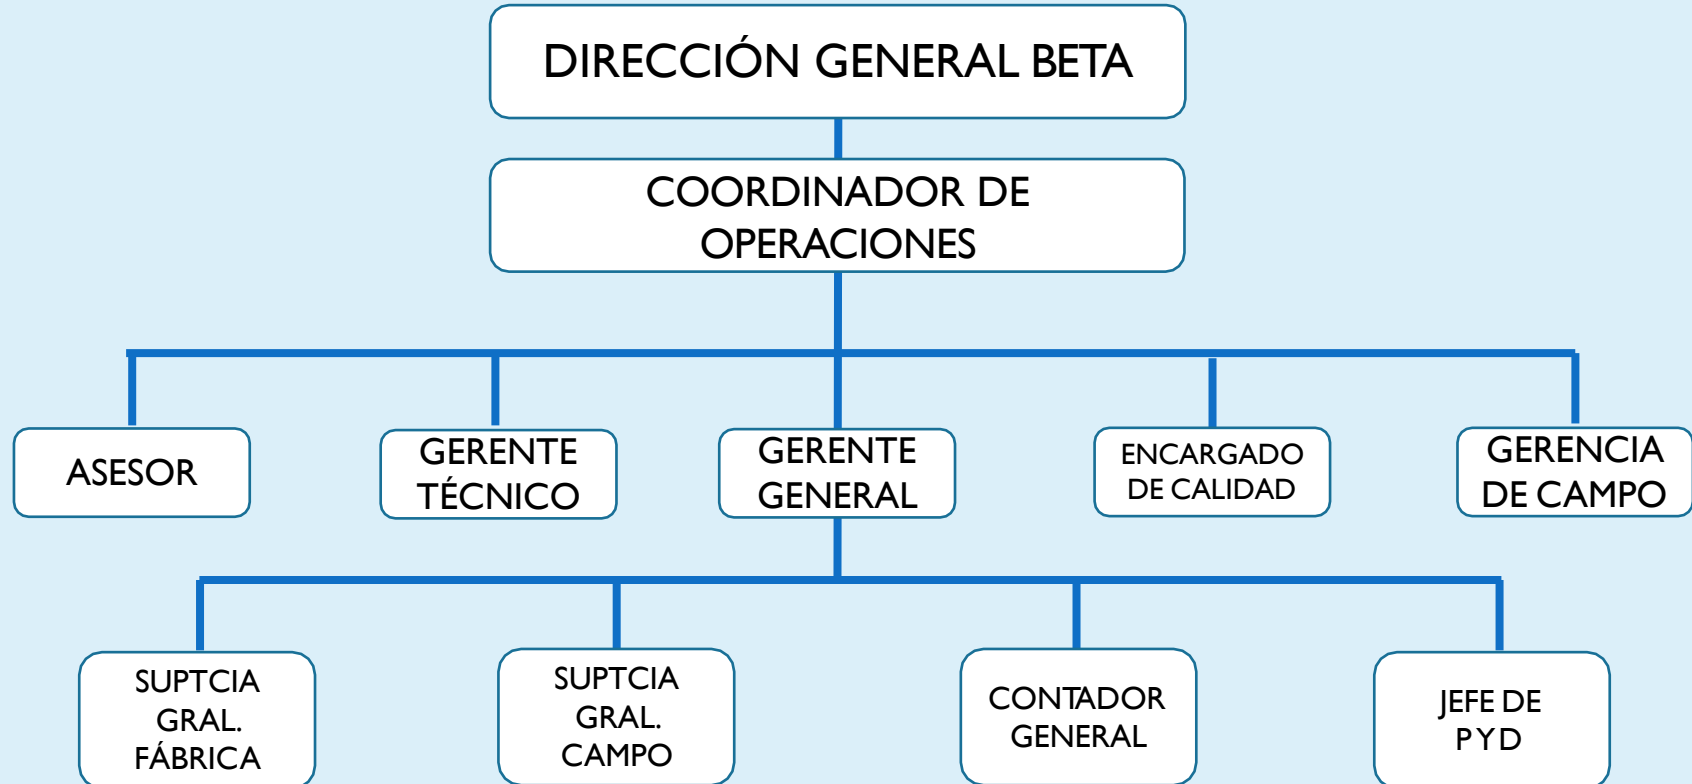 DIRECCIÓN GENERAL BETA
COORDINADOR DE
OPERACIONES
ASESOR
GERENTE
TÉCNICO
GERENTE
GENERAL
ENCARGADO
DE CALIDAD
GERENCIA
DE CAMPO
SUPTCIA
GRAL.
FÁBRICA
SUPTCIA
GRAL.
CAMPO
CONTADOR
GENERAL
JEFE DE
P Y D